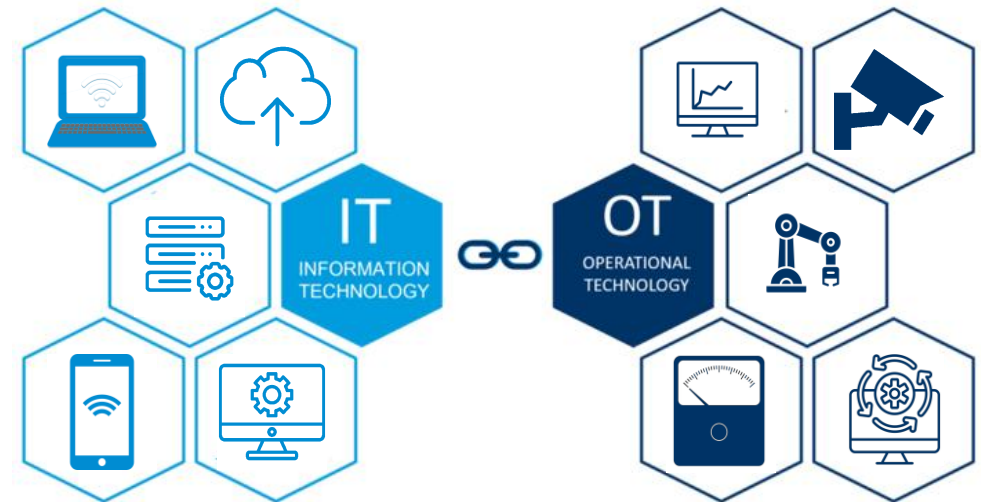 IT
INFORMATION
TECHNOLOGY
OT
OPERATIONAL
TECHNOLOGY